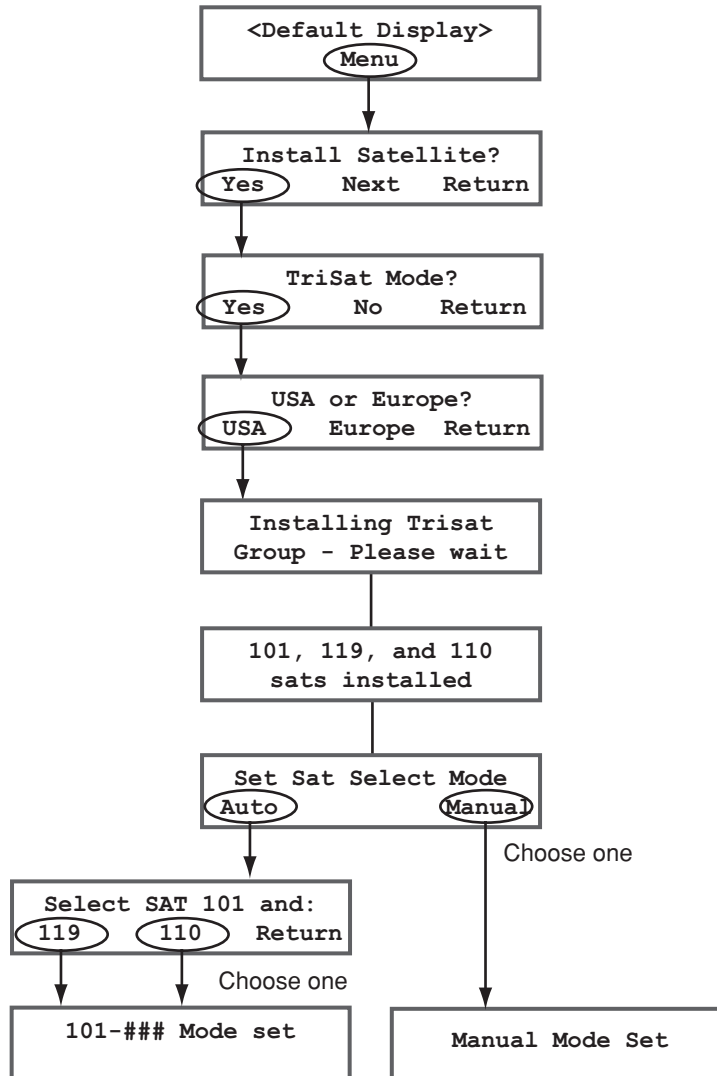 <Default Display>
Menu
Install Satellite?
Yes Next Return
TriSat Mode?
Yes No Return
USA or Europe?
USA Europe Return
Installing Trisat
Group - Please wait
101, 119, and 110
sats installed
Set Sat Select Mode
Auto Manual
Choose one
Select SAT 101 and:
119 110 Return
Choose one
101-### Mode set
Manual Mode Set